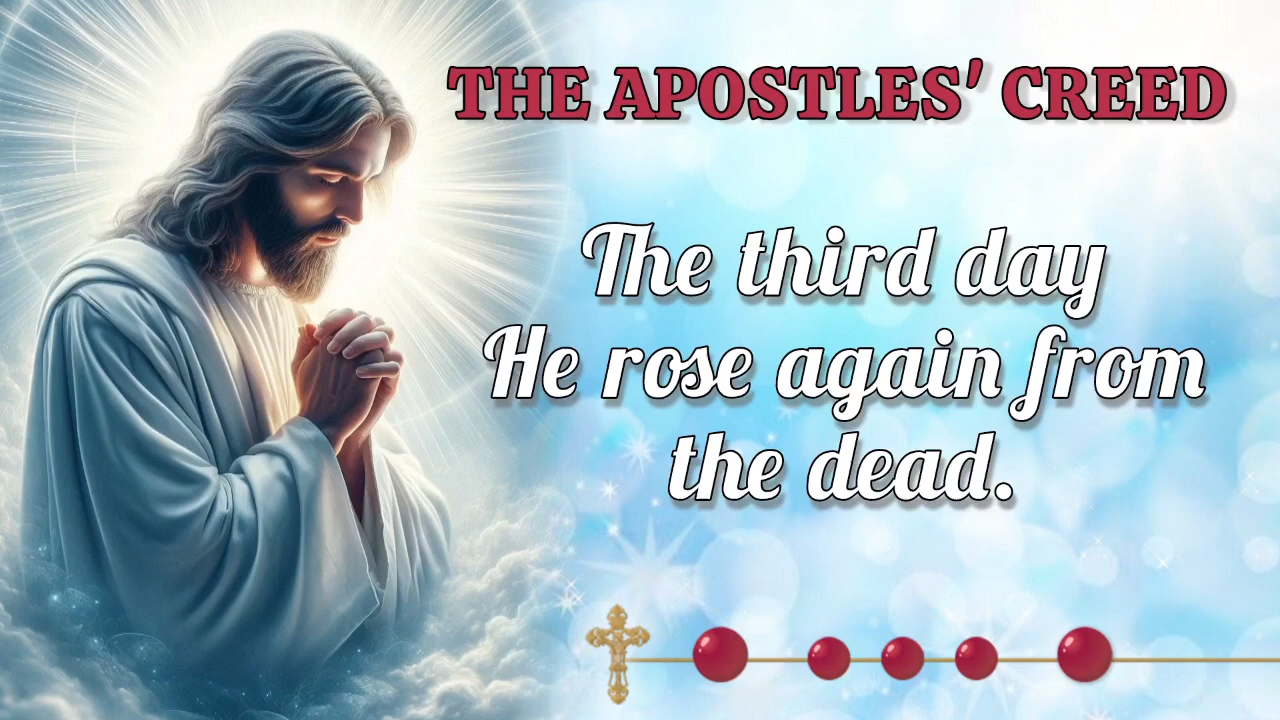 THE APOSTLES' CREED
The third day
He rose again from
the dead.